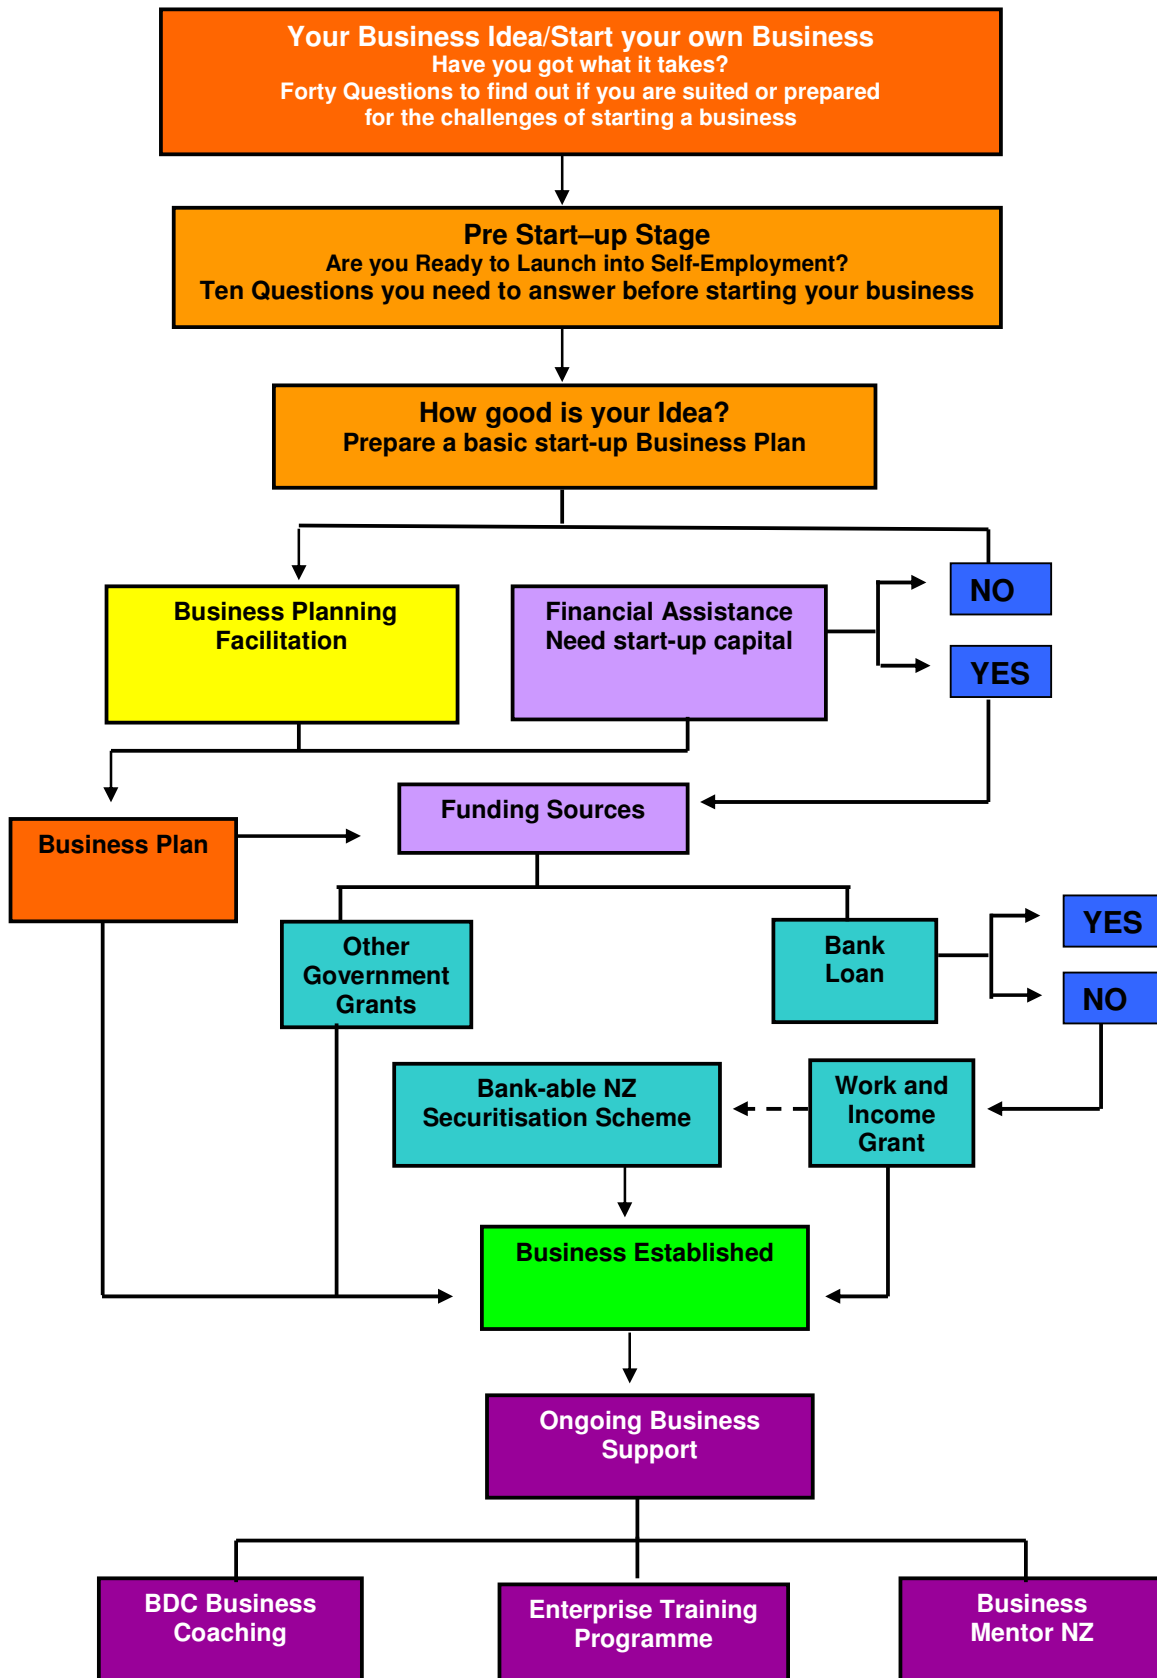 Your Business Idea/Start your own Business
Have you got what it takes?
Forty Questions to find out if you are suited or prepared
for the challenges of starting a business
Pre Start–up Stage
Are you Ready to Launch into Self-Employment?
Ten Questions you need to answer before starting your business
How good is your Idea?
Prepare a basic start-up Business Plan
Business Planning
Facilitation
Financial Assistance
Need start-up capital
NO
YES
Funding Sources
Business Plan
Other
Government
Grants
Bank
Loan
YES
NO
Bank-able NZ
Securitisation Scheme
Work and
Income
Grant
Business Established
Ongoing Business
Support
BDC Business
Coaching
Enterprise Training
Programme
Business
Mentor NZ